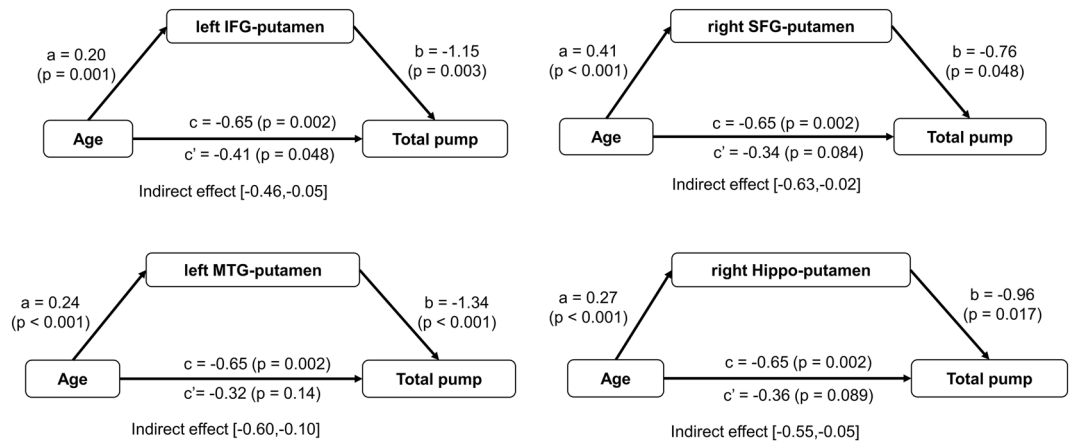 left IFG-putamen
a = 0.20
(p = 0.001)
b = -1.15
(p = 0.003)
Age
c = -0.65 (p = 0.002)
c’ = -0.41 (p = 0.048)
Total pump
Indirect effect [-0.46,-0.05]
right SFG-putamen
a = 0.41
(p < 0.001)
b = -0.76
(p = 0.048)
Age
c = -0.65 (p = 0.002)
c’ = -0.34 (p = 0.084)
Total pump
Indirect effect [-0.63,-0.02]
left MTG-putamen
a = 0.24
(p < 0.001)
b = -1.34
(p < 0.001)
Age
c = -0.65 (p = 0.002)
c’= -0.32 (p = 0.14)
Total pump
Indirect effect [-0.60,-0.10]
right Hippo-putamen
a = 0.27
(p < 0.001)
b = -0.96
(p = 0.017)
Age
c = -0.65 (p = 0.002)
c’ = -0.36 (p = 0.089)
Total pump
Indirect effect [-0.55,-0.05]